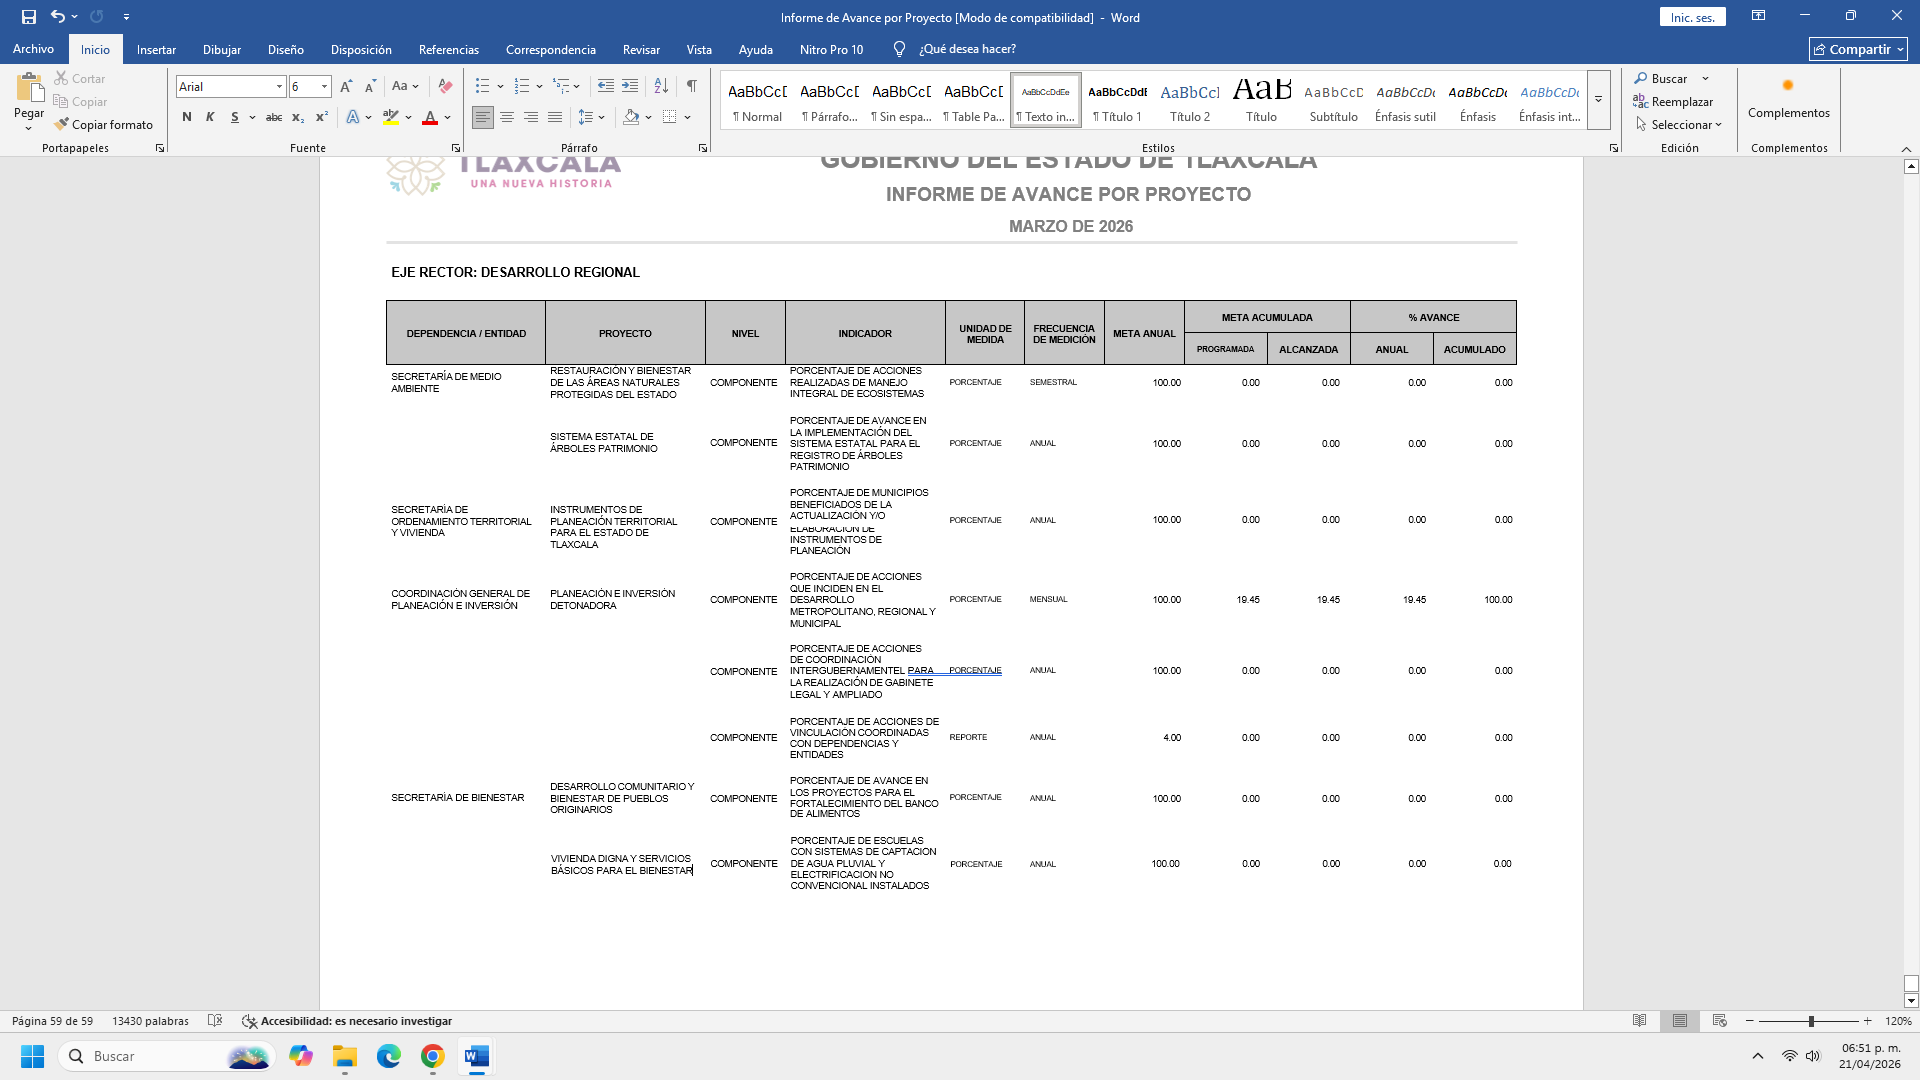 Informe de Avance por Proyecto [Modo de compatibilidad] - Word
Inic. ses.
Archivo Inicio Insertar Dibujar Diseño Disposición Referencias Correspondencia Revisar Vista Ayuda Nitro Pro 10 ¿Qué desea hacer? Compartir
Pegar
Cortar
Copiar
Copiar formato
Portapapeles
Arial 6
Fuente
Párrafo
AaBbCcDdEe
¶ Normal ¶ Párrafo... ¶ Sin espa... ¶ Table Pa... ¶ Texto in... ¶ Título 1 Título 2 Título Subtítulo Énfasis sutil Énfasis Énfasis int...
Estilos
Buscar
Reemplazar
Seleccionar
Edición
Complementos
Complementos
TLAXCALA
UNA NUEVA HISTORIA
GOBIERNO DEL ESTADO DE TLAXCALA
INFORME DE AVANCE POR PROYECTO
MARZO DE 2026
EJE RECTOR: DESARROLLO REGIONAL
DEPENDENCIA / ENTIDAD PROYECTO NIVEL INDICADOR UNIDAD DE MEDIDA FRECUENCIA DE MEDICIÓN META ANUAL META ACUMULADA % AVANCE
PROGRAMADA ALCANZADA ANUAL ACUMULADO
SECRETARÍA DE MEDIO AMBIENTE RESTAURACIÓN Y BIENESTAR DE LAS ÁREAS NATURALES PROTEGIDAS DEL ESTADO COMPONENTE PORCENTAJE DE ACCIONES REALIZADAS DE MANEJO INTEGRAL DE ECOSISTEMAS PORCENTAJE SEMESTRAL 100.00 0.00 0.00 0.00 0.00
SISTEMA ESTATAL DE ÁRBOLES PATRIMONIO COMPONENTE PORCENTAJE DE AVANCE EN LA IMPLEMENTACIÓN DEL SISTEMA ESTATAL PARA EL REGISTRO DE ÁRBOLES PATRIMONIO PORCENTAJE ANUAL 100.00 0.00 0.00 0.00 0.00
SECRETARÍA DE ORDENAMIENTO TERRITORIAL Y VIVIENDA INSTRUMENTOS DE PLANEACIÓN TERRITORIAL PARA EL ESTADO DE TLAXCALA COMPONENTE PORCENTAJE DE MUNICIPIOS BENEFICIADOS DE LA ACTUALIZACIÓN Y/O ELABORACIÓN DE INSTRUMENTOS DE PLANEACIÓN PORCENTAJE ANUAL 100.00 0.00 0.00 0.00 0.00
COORDINACIÓN GENERAL DE PLANEACIÓN E INVERSIÓN PLANEACIÓN E INVERSIÓN DETONADORA COMPONENTE PORCENTAJE DE ACCIONES QUE INCIDEN EN EL DESARROLLO METROPOLITANO, REGIONAL Y MUNICIPAL PORCENTAJE MENSUAL 100.00 19.45 19.45 19.45 100.00
COMPONENTE PORCENTAJE DE ACCIONES DE COORDINACIÓN INTERGUBERNAMENTEL PARA LA REALIZACIÓN DE GABINETE LEGAL Y AMPLIADO PORCENTAJE ANUAL 100.00 0.00 0.00 0.00 0.00
COMPONENTE PORCENTAJE DE ACCIONES DE VINCULACIÓN COORDINADAS CON DEPENDENCIAS Y ENTIDADES REPORTE ANUAL 4.00 0.00 0.00 0.00 0.00
SECRETARÍA DE BIENESTAR DESARROLLO COMUNITARIO Y BIENESTAR DE PUEBLOS ORIGINARIOS COMPONENTE PORCENTAJE DE AVANCE EN LOS PROYECTOS PARA EL FORTALECIMIENTO DEL BANCO DE ALIMENTOS PORCENTAJE ANUAL 100.00 0.00 0.00 0.00 0.00
VIVIENDA DIGNA Y SERVICIOS BÁSICOS PARA EL BIENESTAR COMPONENTE PORCENTAJE DE ESCUELAS CON SISTEMAS DE CAPTACION DE AGUA PLUVIAL Y ELECTRIFICACION NO CONVENCIONAL INSTALADOS PORCENTAJE ANUAL 100.00 0.00 0.00 0.00 0.00
Página 59 de 59 13430 palabras Accesibilidad: es necesario investigar 120%
Buscar
06:51 p. m.
21/04/2026